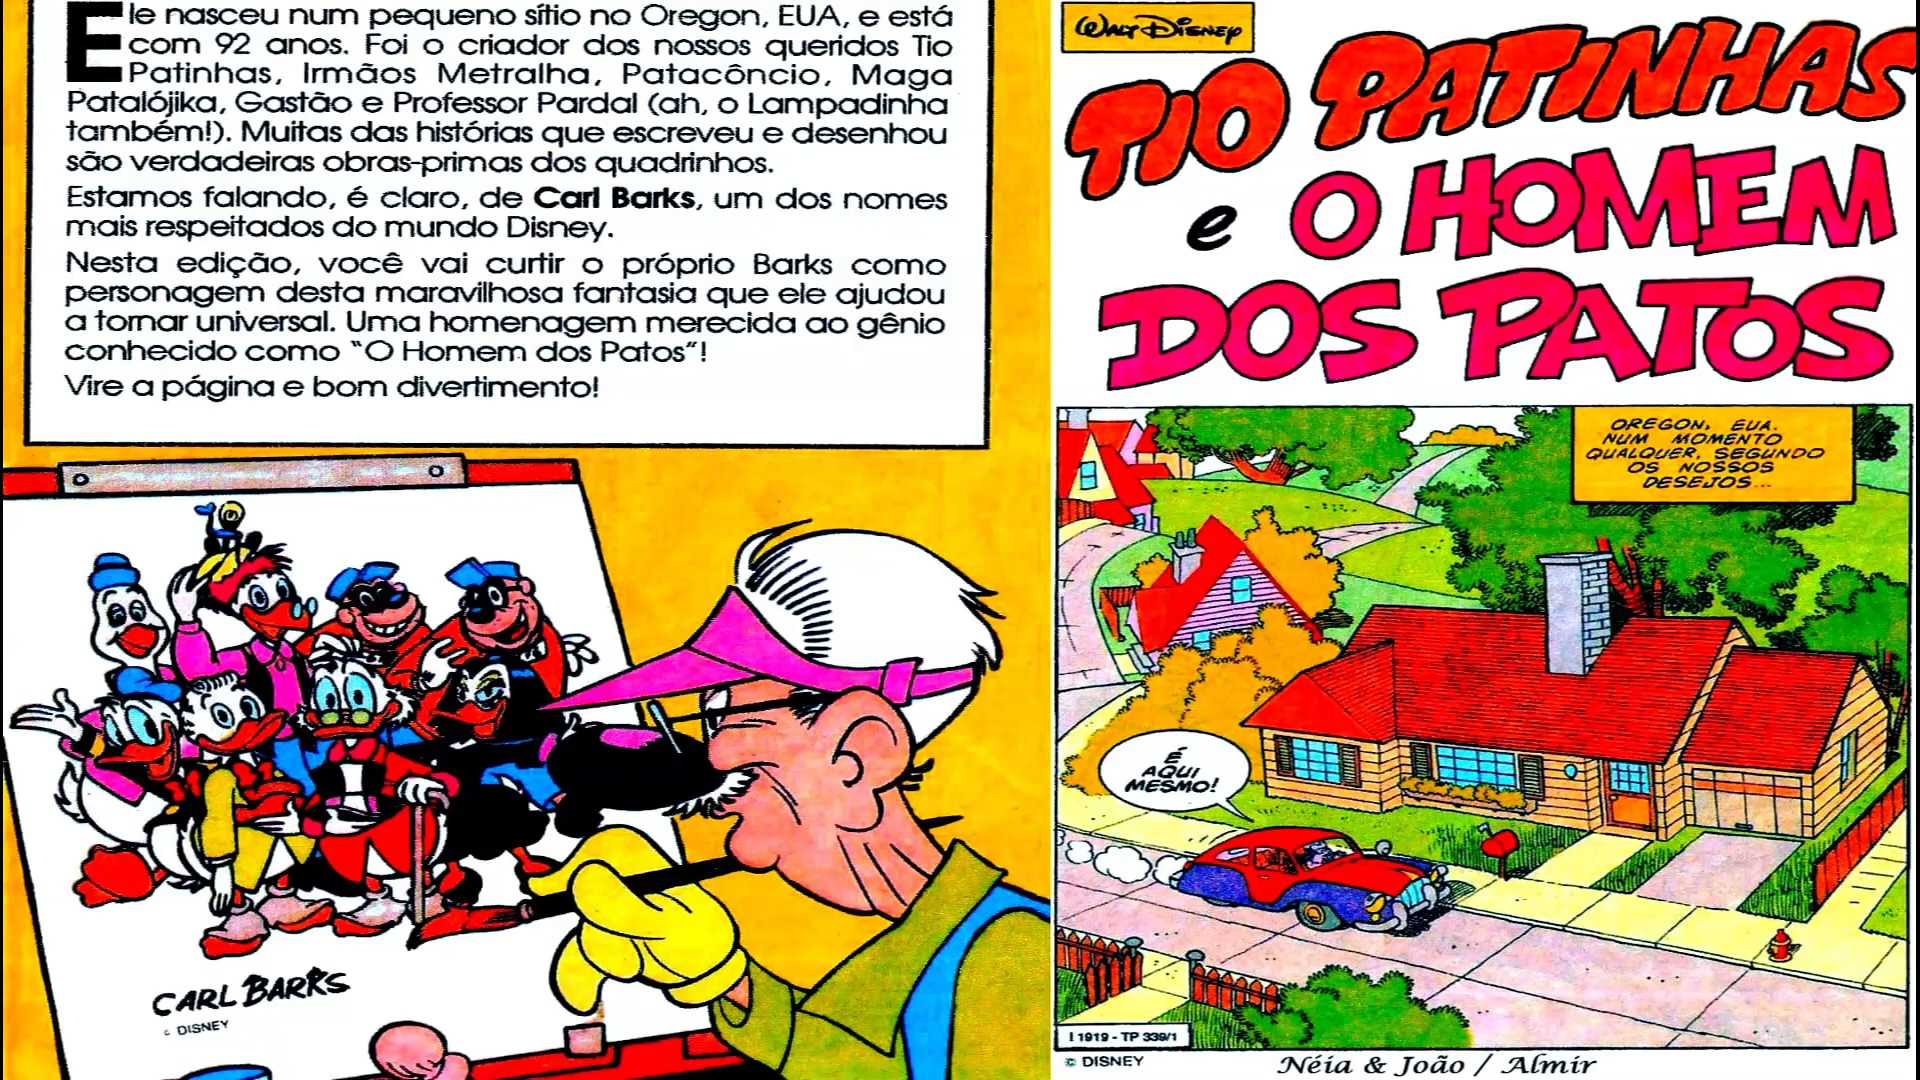 Ele nasceu num pequeno sítio no Oregon, EUA, e está
com 92 anos. Foi o criador dos nossos queridos Tio
Patinhas, Irmãos Metralha, Patacôncio, Maga
Patalójika, Gastão e Professor Pardal (ah, o Lampadinha
também!). Muitas das histórias que escreveu e desenhou
são verdadeiras obras-primas dos quadrinhos.
Estamos falando, é claro, de Carl Barks, um dos nomes
mais respeitados do mundo Disney.
Nesta edição, você vai curtir o próprio Barks como
personagem desta maravilhosa fantasia que ele ajudou
a tornar universal. Uma homenagem merecida ao gênio
conhecido como "O Homem dos Patos"!
Vire a página e bom divertimento!
CARL BARKS
© DISNEY
WALT DISNEY
TIO PATINHAS
e O HOMEM
DOS PATOS
OREGON, EUA.
NUM MOMENTO
QUALQUER, SEGUNDO
OS NOSSOS
DESEJOS...
É
AQUI
MESMO!
I 1919 - TP 339/1
© DISNEY
Néia & João / Almir